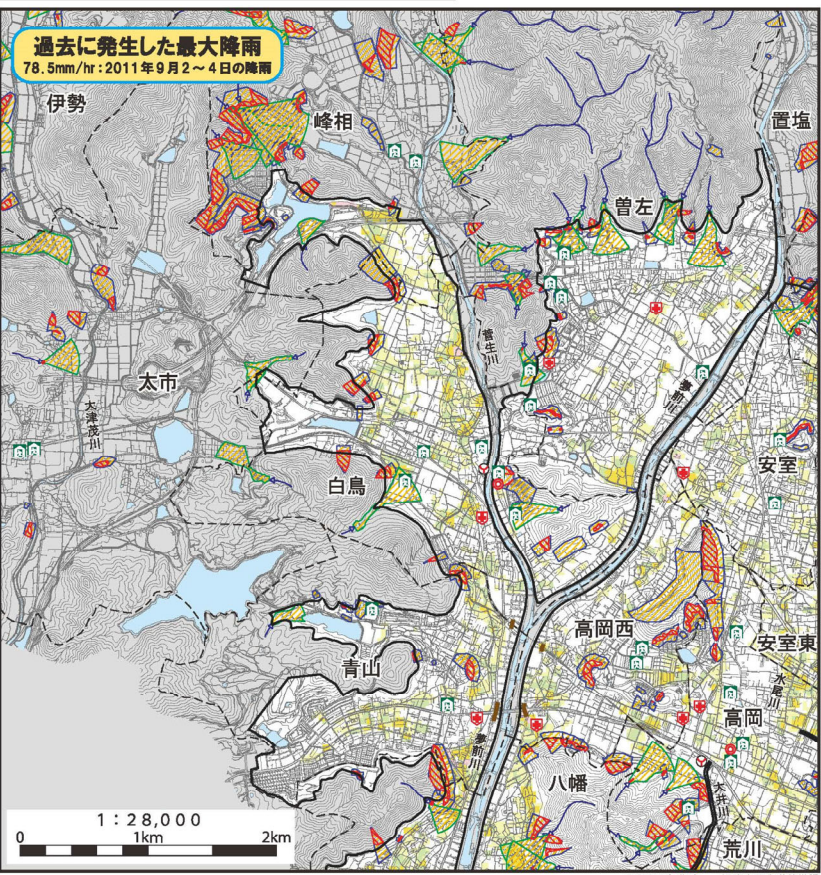 過去に発生した最大降雨
78.5mm/hr:2011年9月2～4日の降雨
伊勢
峰相
置塩
曽左
菅生川
太市
夢前川
大津茂川
安室
白鳥
高岡西
安室東
青山
水尾川
高岡
夢前川
八幡
大井川
荒川
1:28,000
0 1km 2km